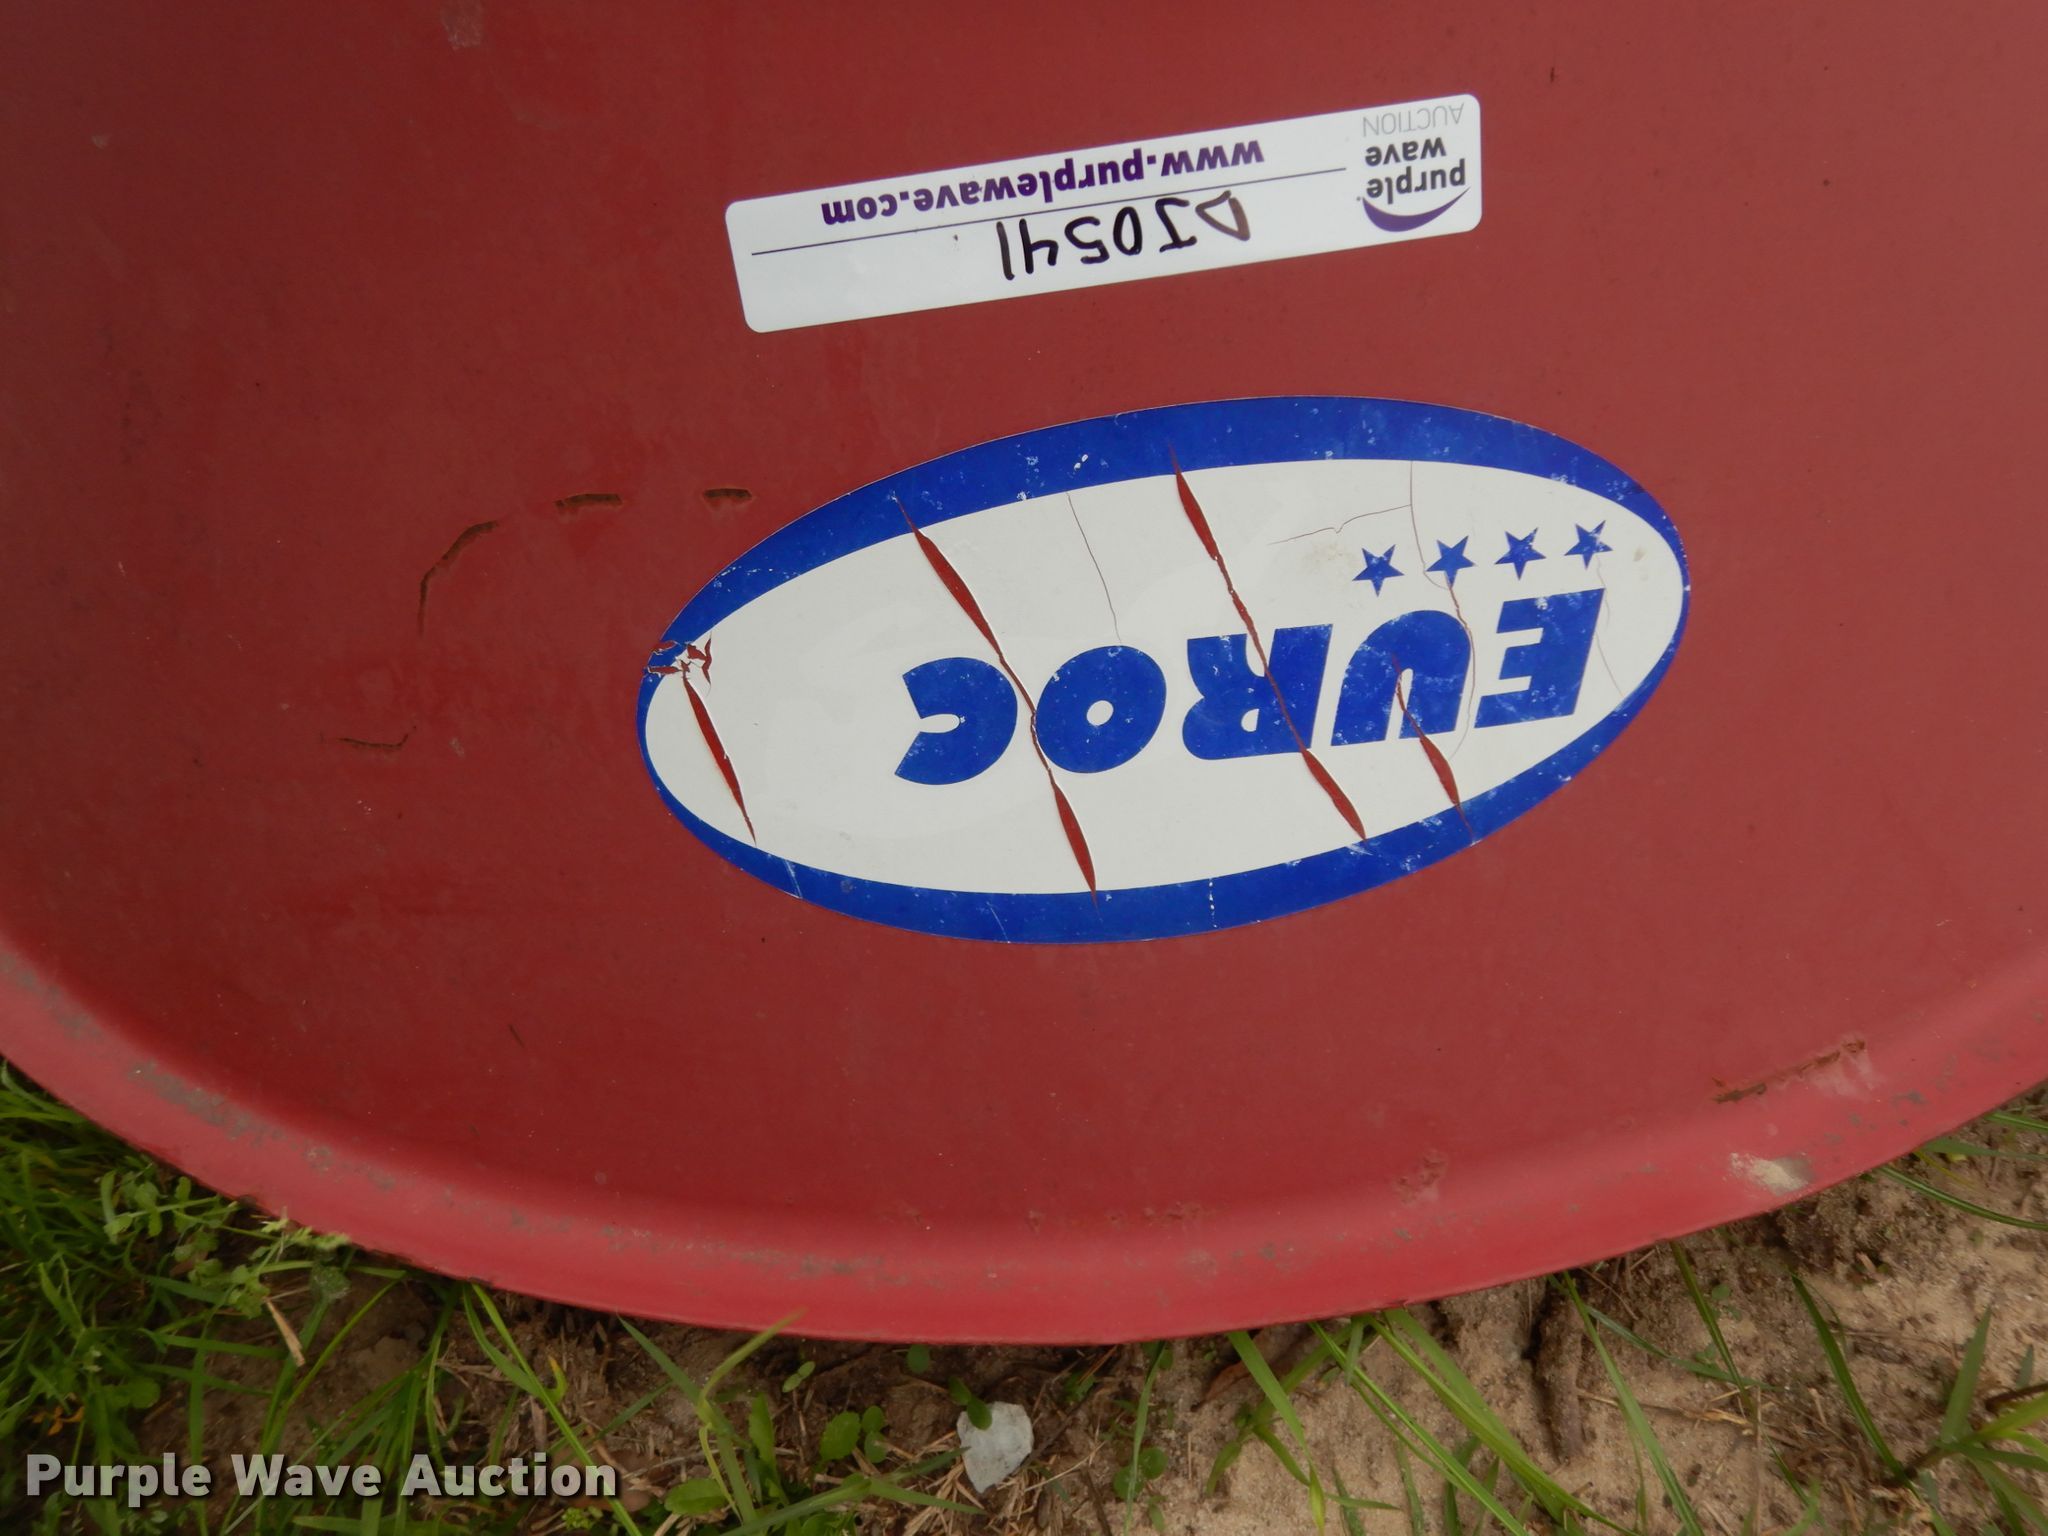 EUROC
DJ0541
www.purplewave.com
purple
wave
AUCTION
Purple Wave Auction